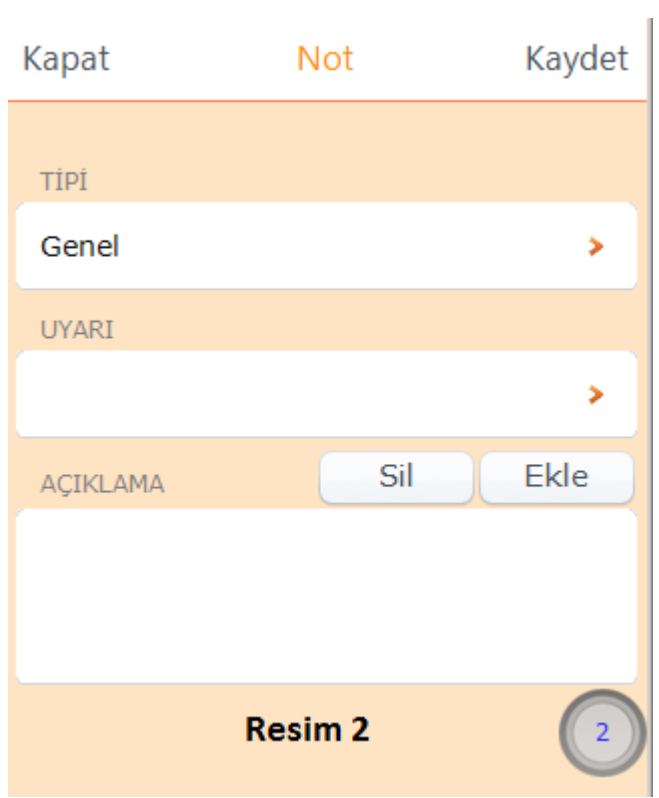 Kapat Not Kaydet
TİPİ
Genel
UYARI
AÇIKLAMA Sil Ekle
Resim 2 2